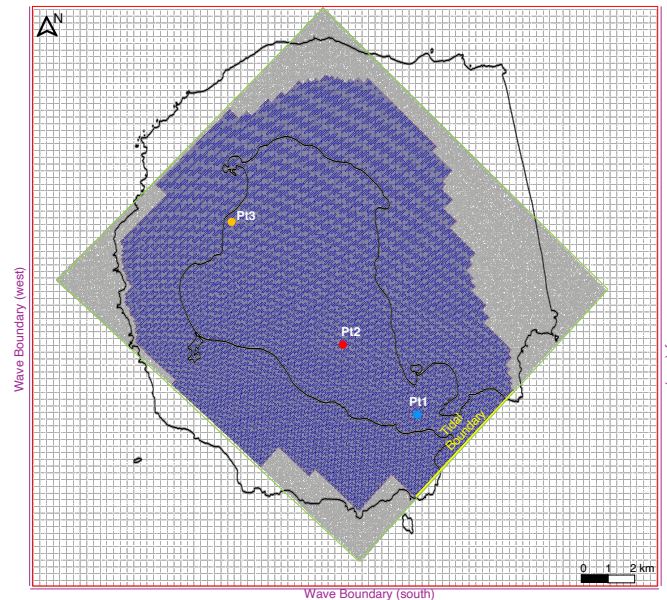 N
Pt3
Wave Boundary (west)
Pt2
Pt1
Tidal
Boundary
0 1 2 km
Wave Boundary (south)